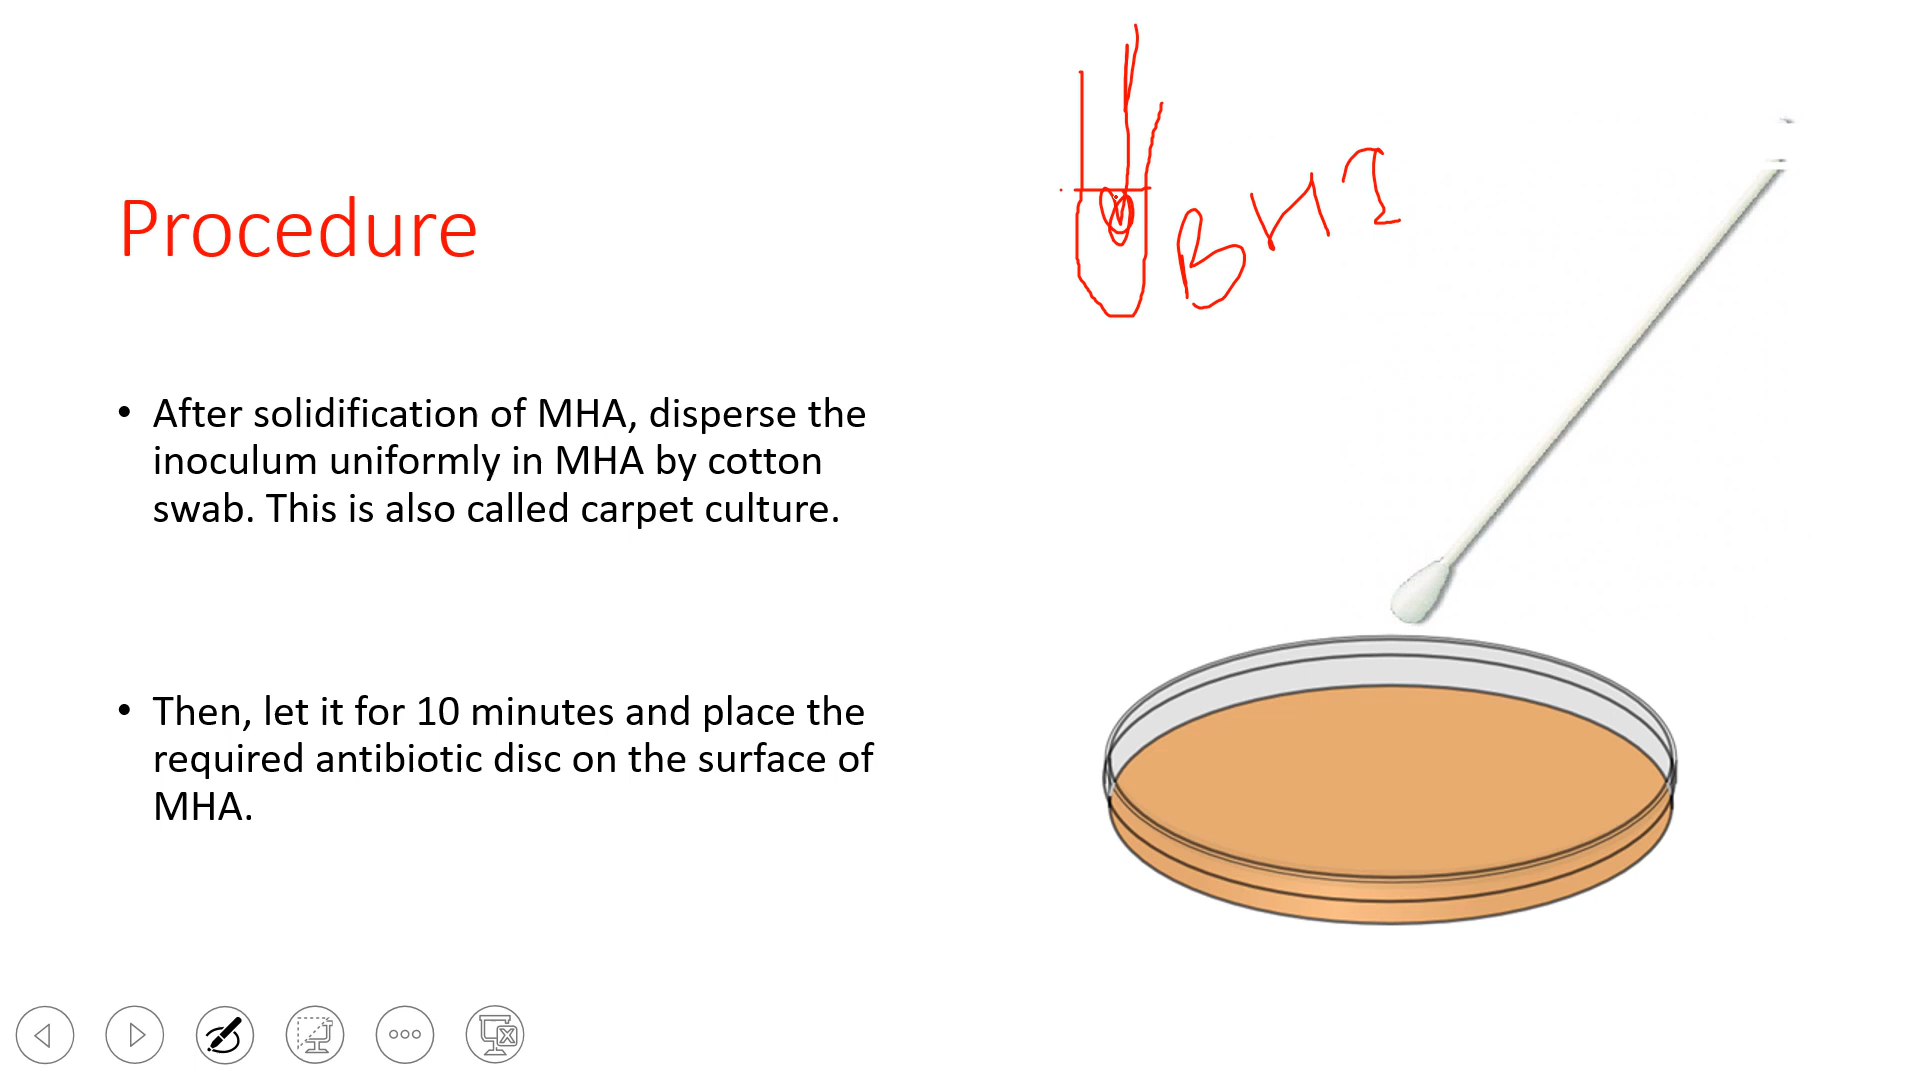 Procedure
BHI
• After solidification of MHA, disperse the
inoculum uniformly in MHA by cotton
swab. This is also called carpet culture.
• Then, let it for 10 minutes and place the
required antibiotic disc on the surface of
MHA.